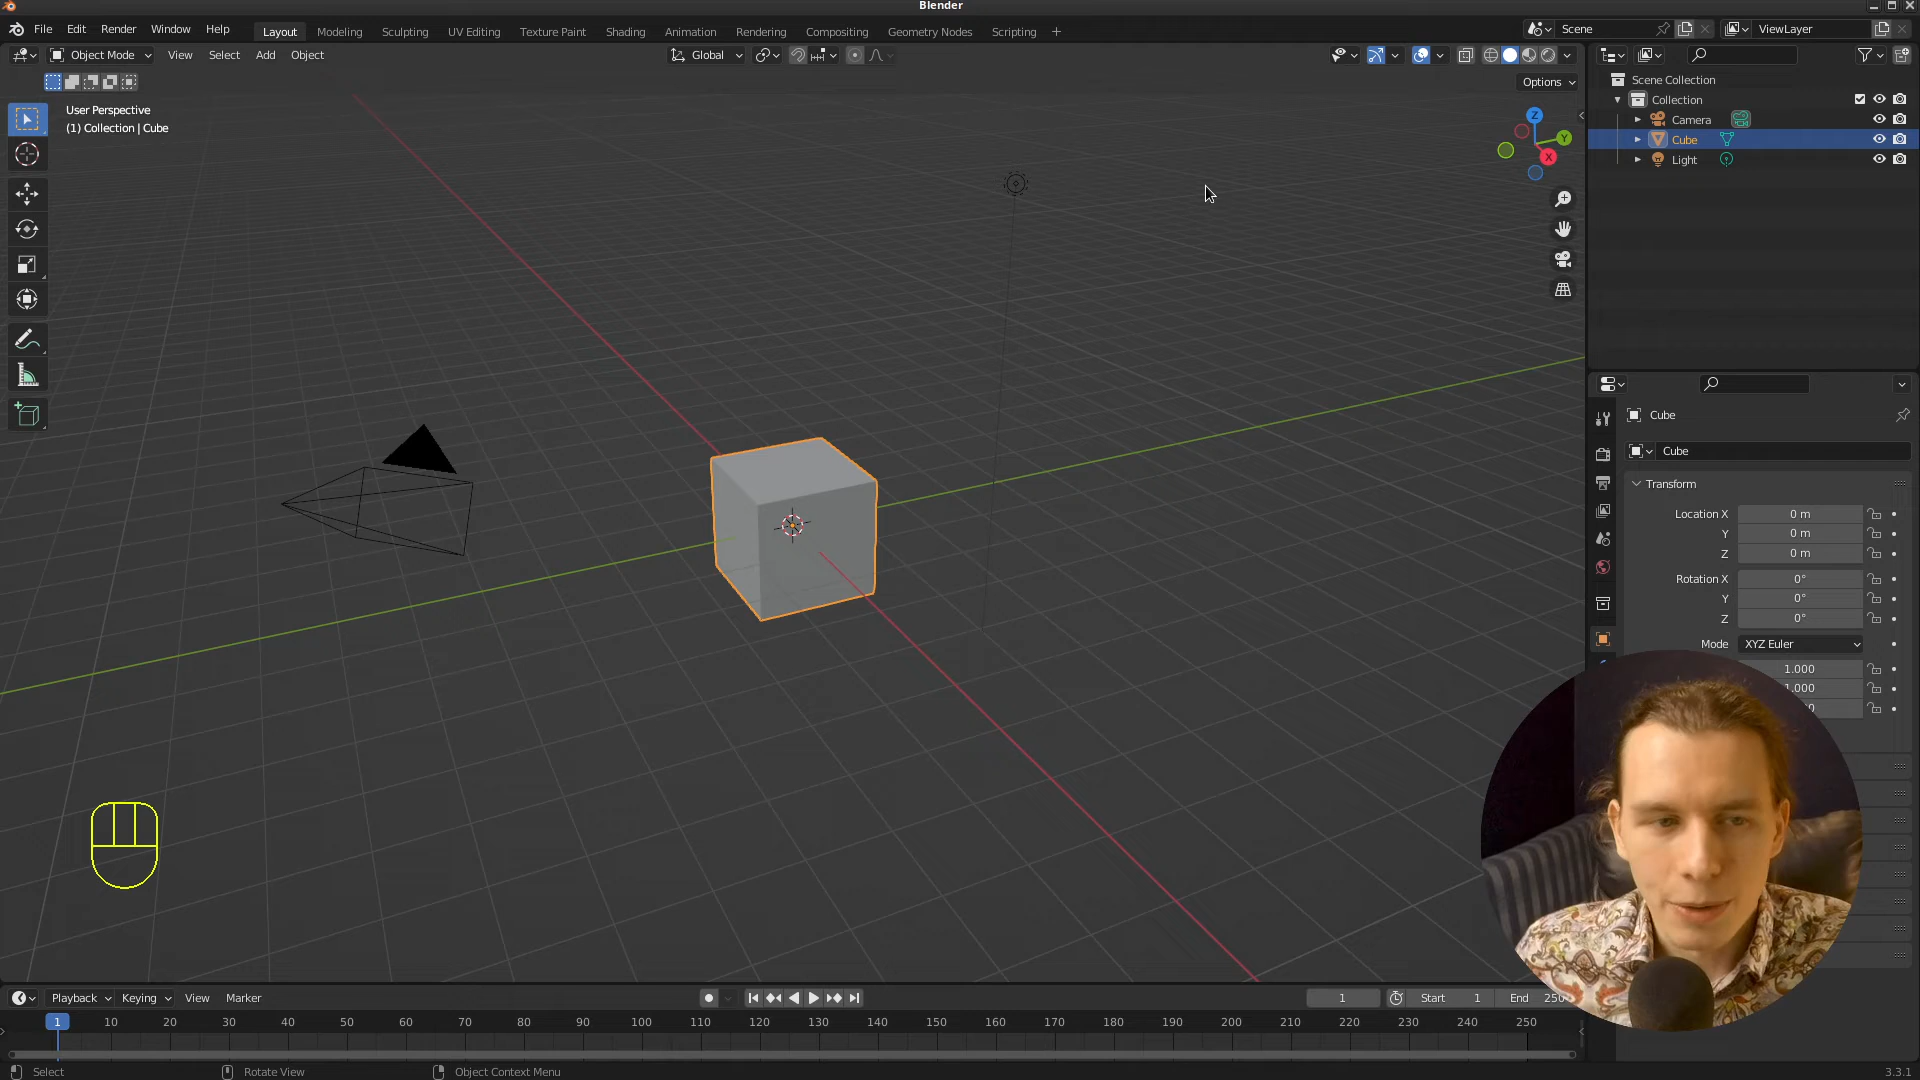 Blender
File Edit Render Window Help Layout Modeling Sculpting UV Editing Texture Paint Shading Animation Rendering Compositing Geometry Nodes Scripting + Scene ViewLayer
Object Mode View Select Add Object Global
Options
User Perspective
(1) Collection | Cube
Z
Y
X
Scene Collection
Collection
Camera
Cube
Light
Cube
Cube
Transform
Location X 0 m
Y 0 m
Z 0 m
Rotation X 0°
Y 0°
Z 0°
Mode XYZ Euler
1.000
1.000
Playback Keying View Marker 1 Start 1 End 250
1 10 20 30 40 50 60 70 80 90 100 110 120 130 140 150 160 170 180 190 200 210 220 230 240 250
Select Rotate View Object Context Menu 3.3.1